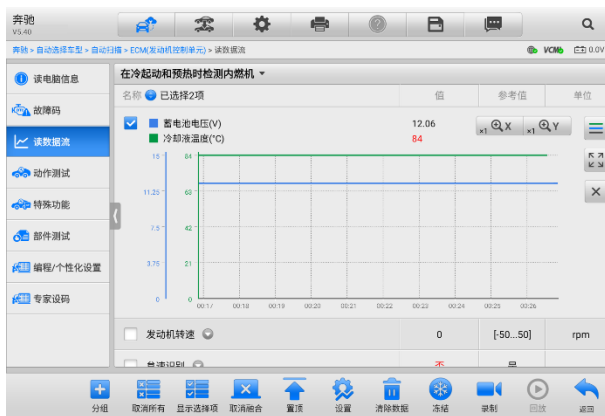 奔驰
V5.40
奔驰 > 自动选择车型 > 自动扫描 > ECM(发动机控制单元) > 读数据流
VCMI
0.0V
读电脑信息
故障码
读数据流
动作测试
特殊功能
部件测试
编程/个性化设置
专家设码
在冷起动和预热时检测内燃机
名称 已选择2项 值 参考值 单位
蓄电池电压(V) 12.06
冷却液温度(°C) 84
x1 X x1 Y
15 84
11.25 63
7.5 42
3.75 21
0 0
00:17 00:18 00:19 00:20 00:21 00:22 00:23 00:24 00:25 00:26
发动机转速 0 [-50...50] rpm
怠速识别 否 是
分组 取消所有 显示选择项 取消融合 置顶 设置 清除数据 冻结 录制 回放 返回